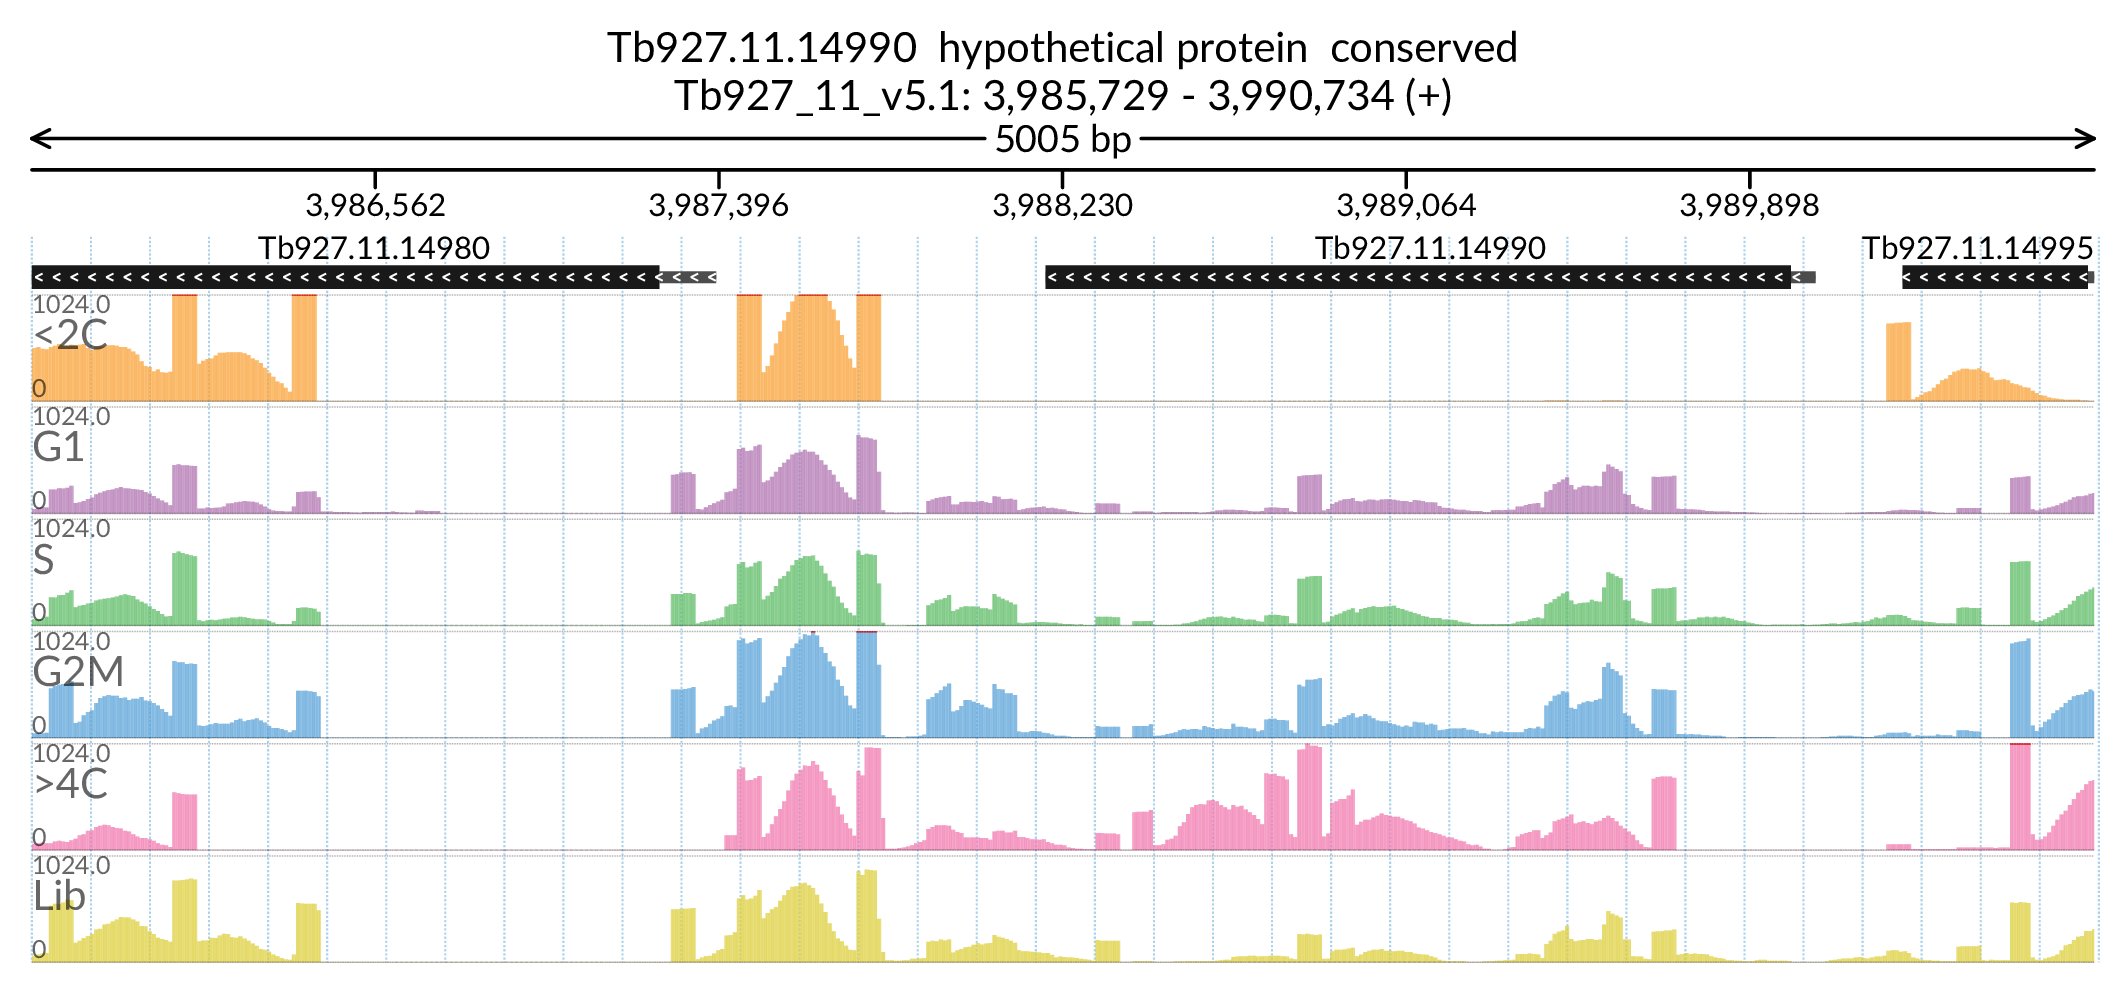 Tb927.11.14990  hypothetical protein  conserved
Tb927_11_v5.1: 3,985,729 - 3,990,734 (+)
5005 bp
3,986,562 3,987,396 3,988,230 3,989,064 3,989,898
Tb927.11.14980 Tb927.11.14990 Tb927.11.14995
1024.0
<2C
0
1024.0
G1
0
1024.0
S
0
1024.0
G2M
0
1024.0
>4C
0
1024.0
Lib
0